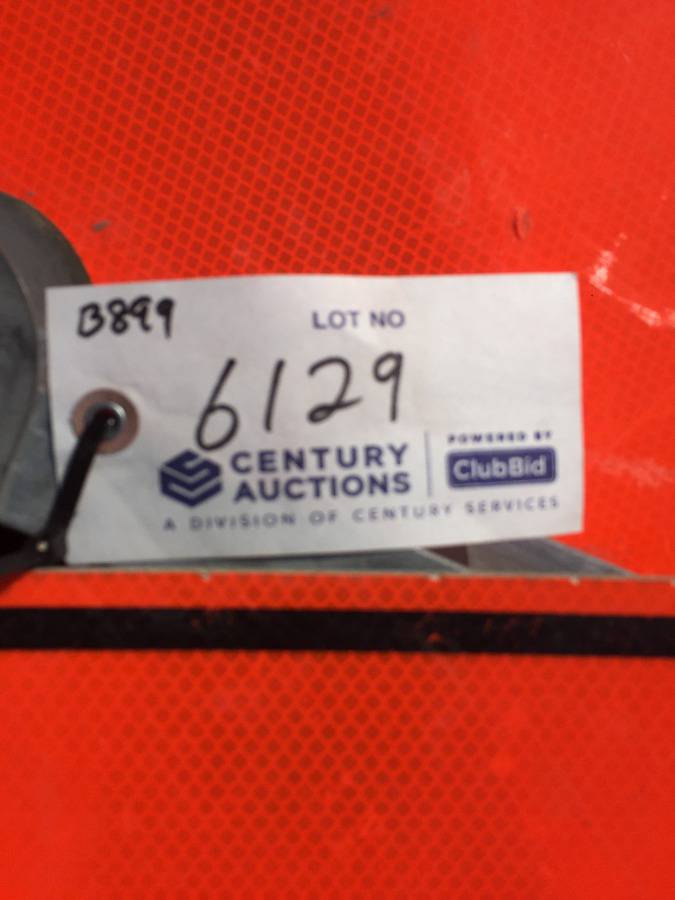 B899
LOT NO
6129
CENTURY
AUCTIONS
POWERED BY
ClubBid
A DIVISION OF CENTURY SERVICES